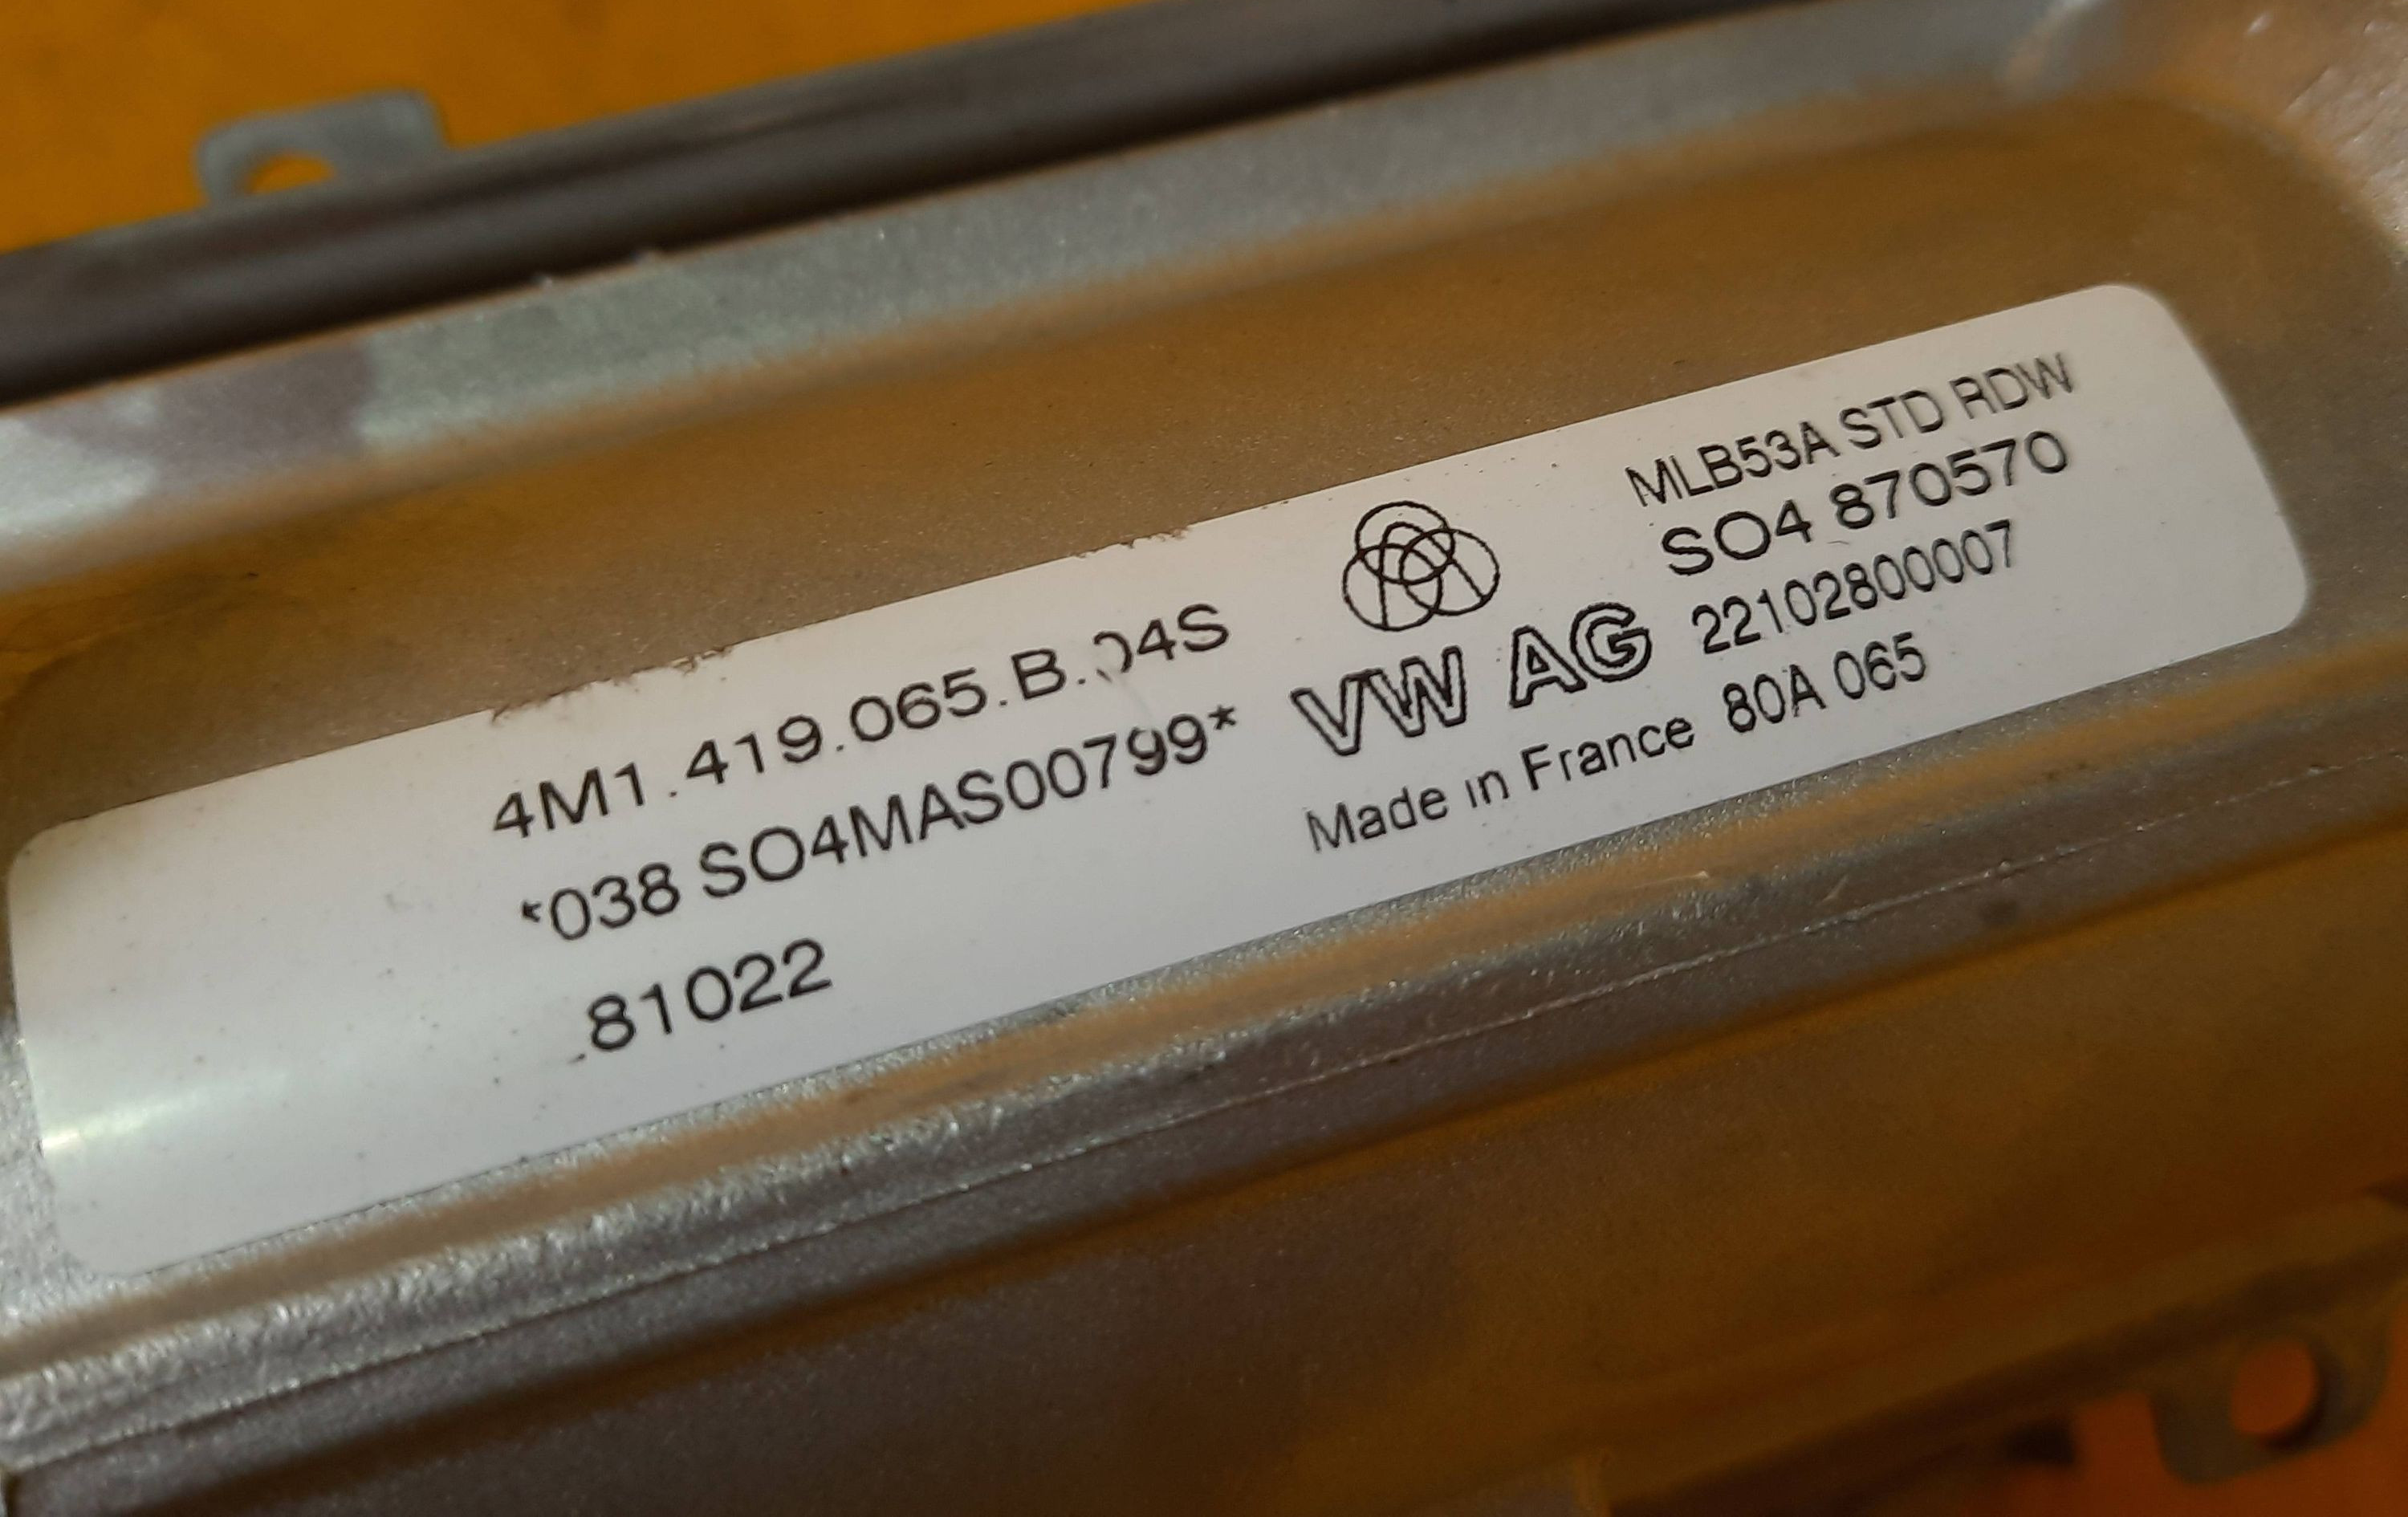 4M1.419.065.B.04S
*038 SO4MAS00799*
81022
VW AG
Made in France
MLB53A STD RDW
SO4 870570
22102800007
80A 065